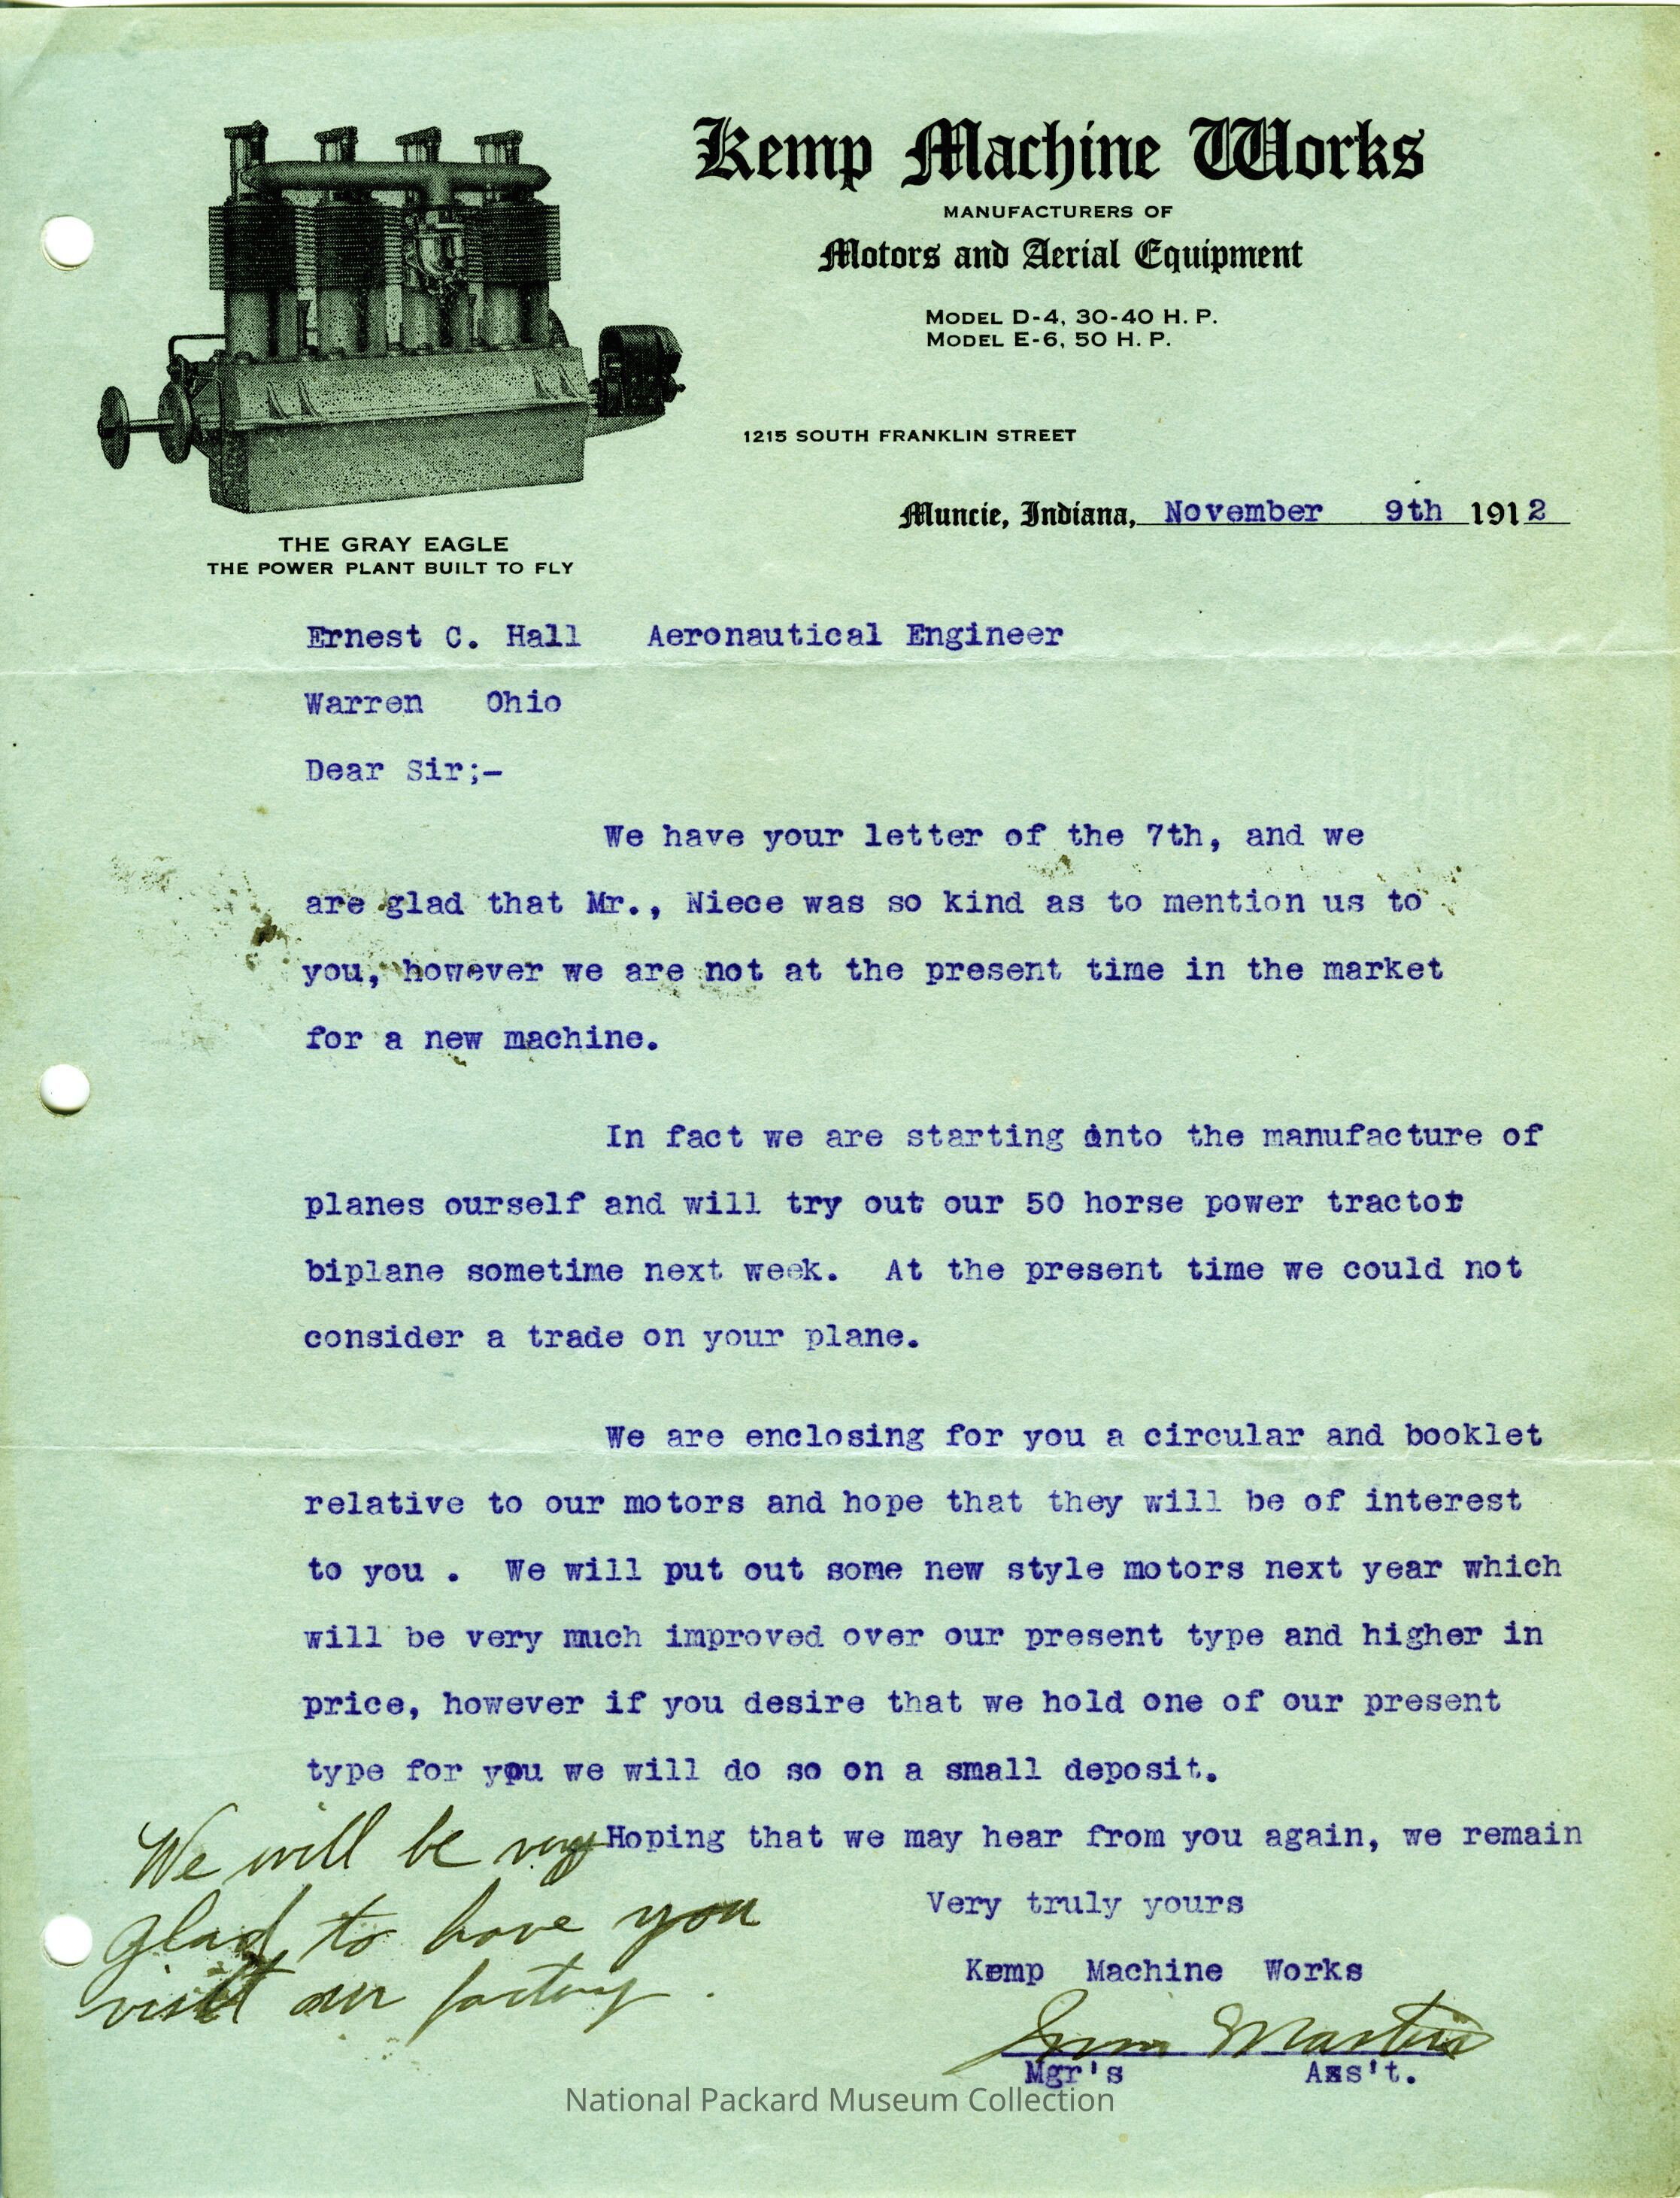 Kemp Machine Works
MANUFACTURERS OF
Motors and Aerial Equipment
MODEL D-4, 30-40 H. P.
MODEL E-6, 50 H. P.
1215 SOUTH FRANKLIN STREET
Muncie, Indiana, November 9th 1912
THE GRAY EAGLE
THE POWER PLANT BUILT TO FLY
Ernest C. Hall Aeronautical Engineer
Warren Ohio
Dear Sir;-
We have your letter of the 7th, and we
are glad that Mr., Niece was so kind as to mention us to
you, however we are not at the present time in the market
for a new machine.
In fact we are starting into the manufacture of
planes ourself and will try out our 50 horse power tractor
biplane sometime next week. At the present time we could not
consider a trade on your plane.
We are enclosing for you a circular and booklet
relative to our motors and hope that they will be of interest
to you . We will put out some new style motors next year which
will be very much improved over our present type and higher in
price, however if you desire that we hold one of our present
type for you we will do so on a small deposit.
Hoping that we may hear from you again, we remain
Very truly yours
Kemp Machine Works
Martin
Mgr's Ass't.
We will be very
glad to have you
visit our factory.
National Packard Museum Collection